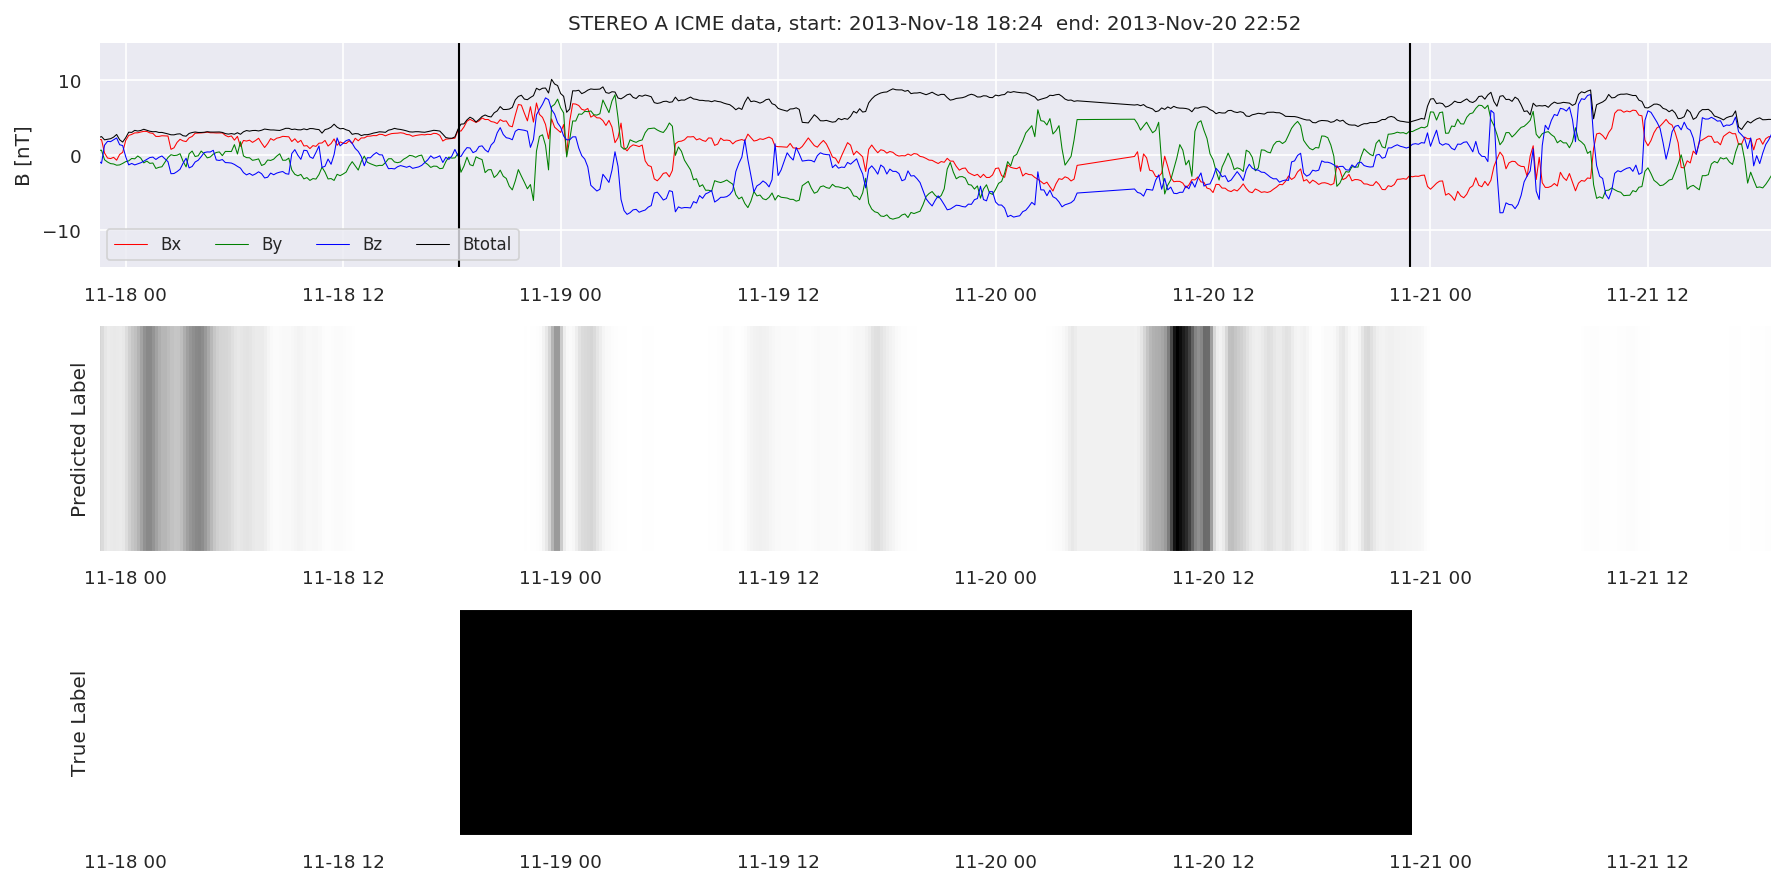 STEREO A ICME data, start: 2013-Nov-18 18:24  end: 2013-Nov-20 22:52
B [nT]
10
0
−10
Bx By Bz Btotal
11-18 00 11-18 12 11-19 00 11-19 12 11-20 00 11-20 12 11-21 00 11-21 12
Predicted Label
11-18 00 11-18 12 11-19 00 11-19 12 11-20 00 11-20 12 11-21 00 11-21 12
True Label
11-18 00 11-18 12 11-19 00 11-19 12 11-20 00 11-20 12 11-21 00 11-21 12